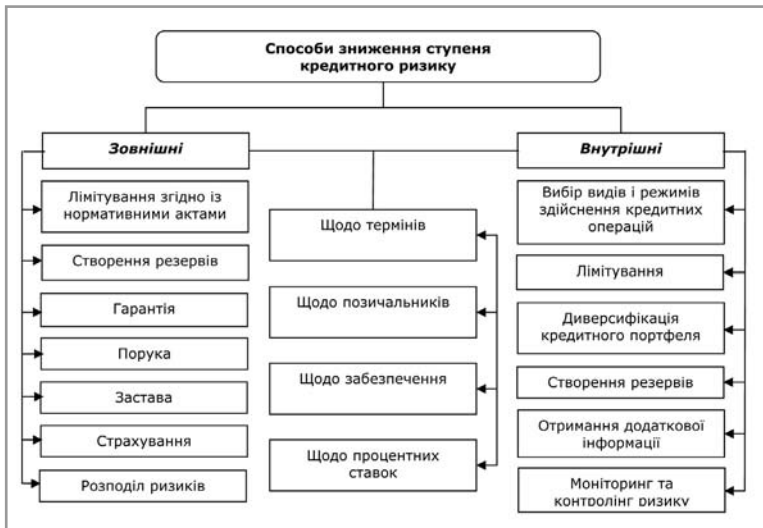 Способи зниження ступеня
кредитного ризику
Зовнішні
Лімітування згідно із
нормативними актами
Створення резервів
Гарантія
Порука
Застава
Страхування
Розподіл ризиків
Щодо термінів
Щодо позичальників
Щодо забезпечення
Щодо процентних
ставок
Внутрішні
Вибір видів і режимів
здійснення кредитних
операцій
Лімітування
Диверсифікація
кредитного портфеля
Створення резервів
Отримання додаткової
інформації
Моніторинг та
контролінг ризику